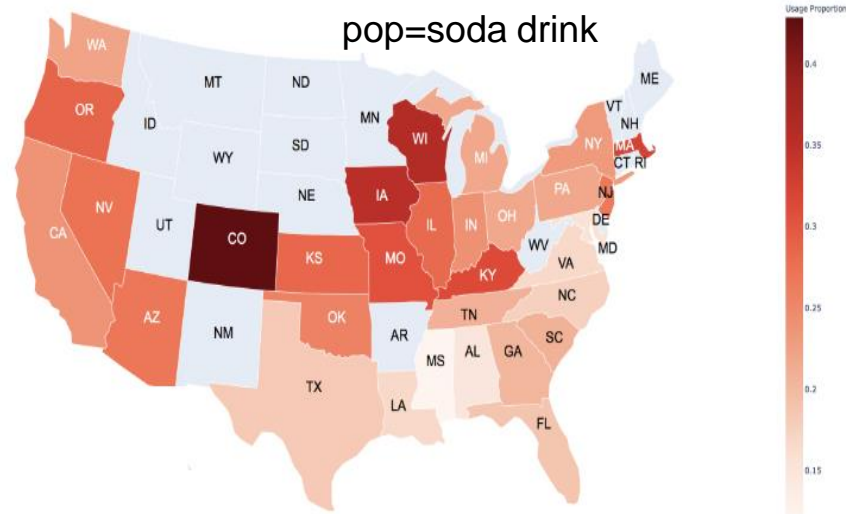 pop=soda drink
Usage Proportion
0.4
0.35
0.3
0.25
0.2
0.15
WA
OR
CA
NV
ID
MT
WY
UT
AZ
CO
NM
ND
SD
NE
KS
OK
TX
MN
IA
MO
AR
LA
WI
IL
MI
IN
OH
KY
TN
MS
AL
GA
FL
SC
NC
VA
WV
PA
NY
VT
NH
ME
MA
CT RI
NJ
DE
MD